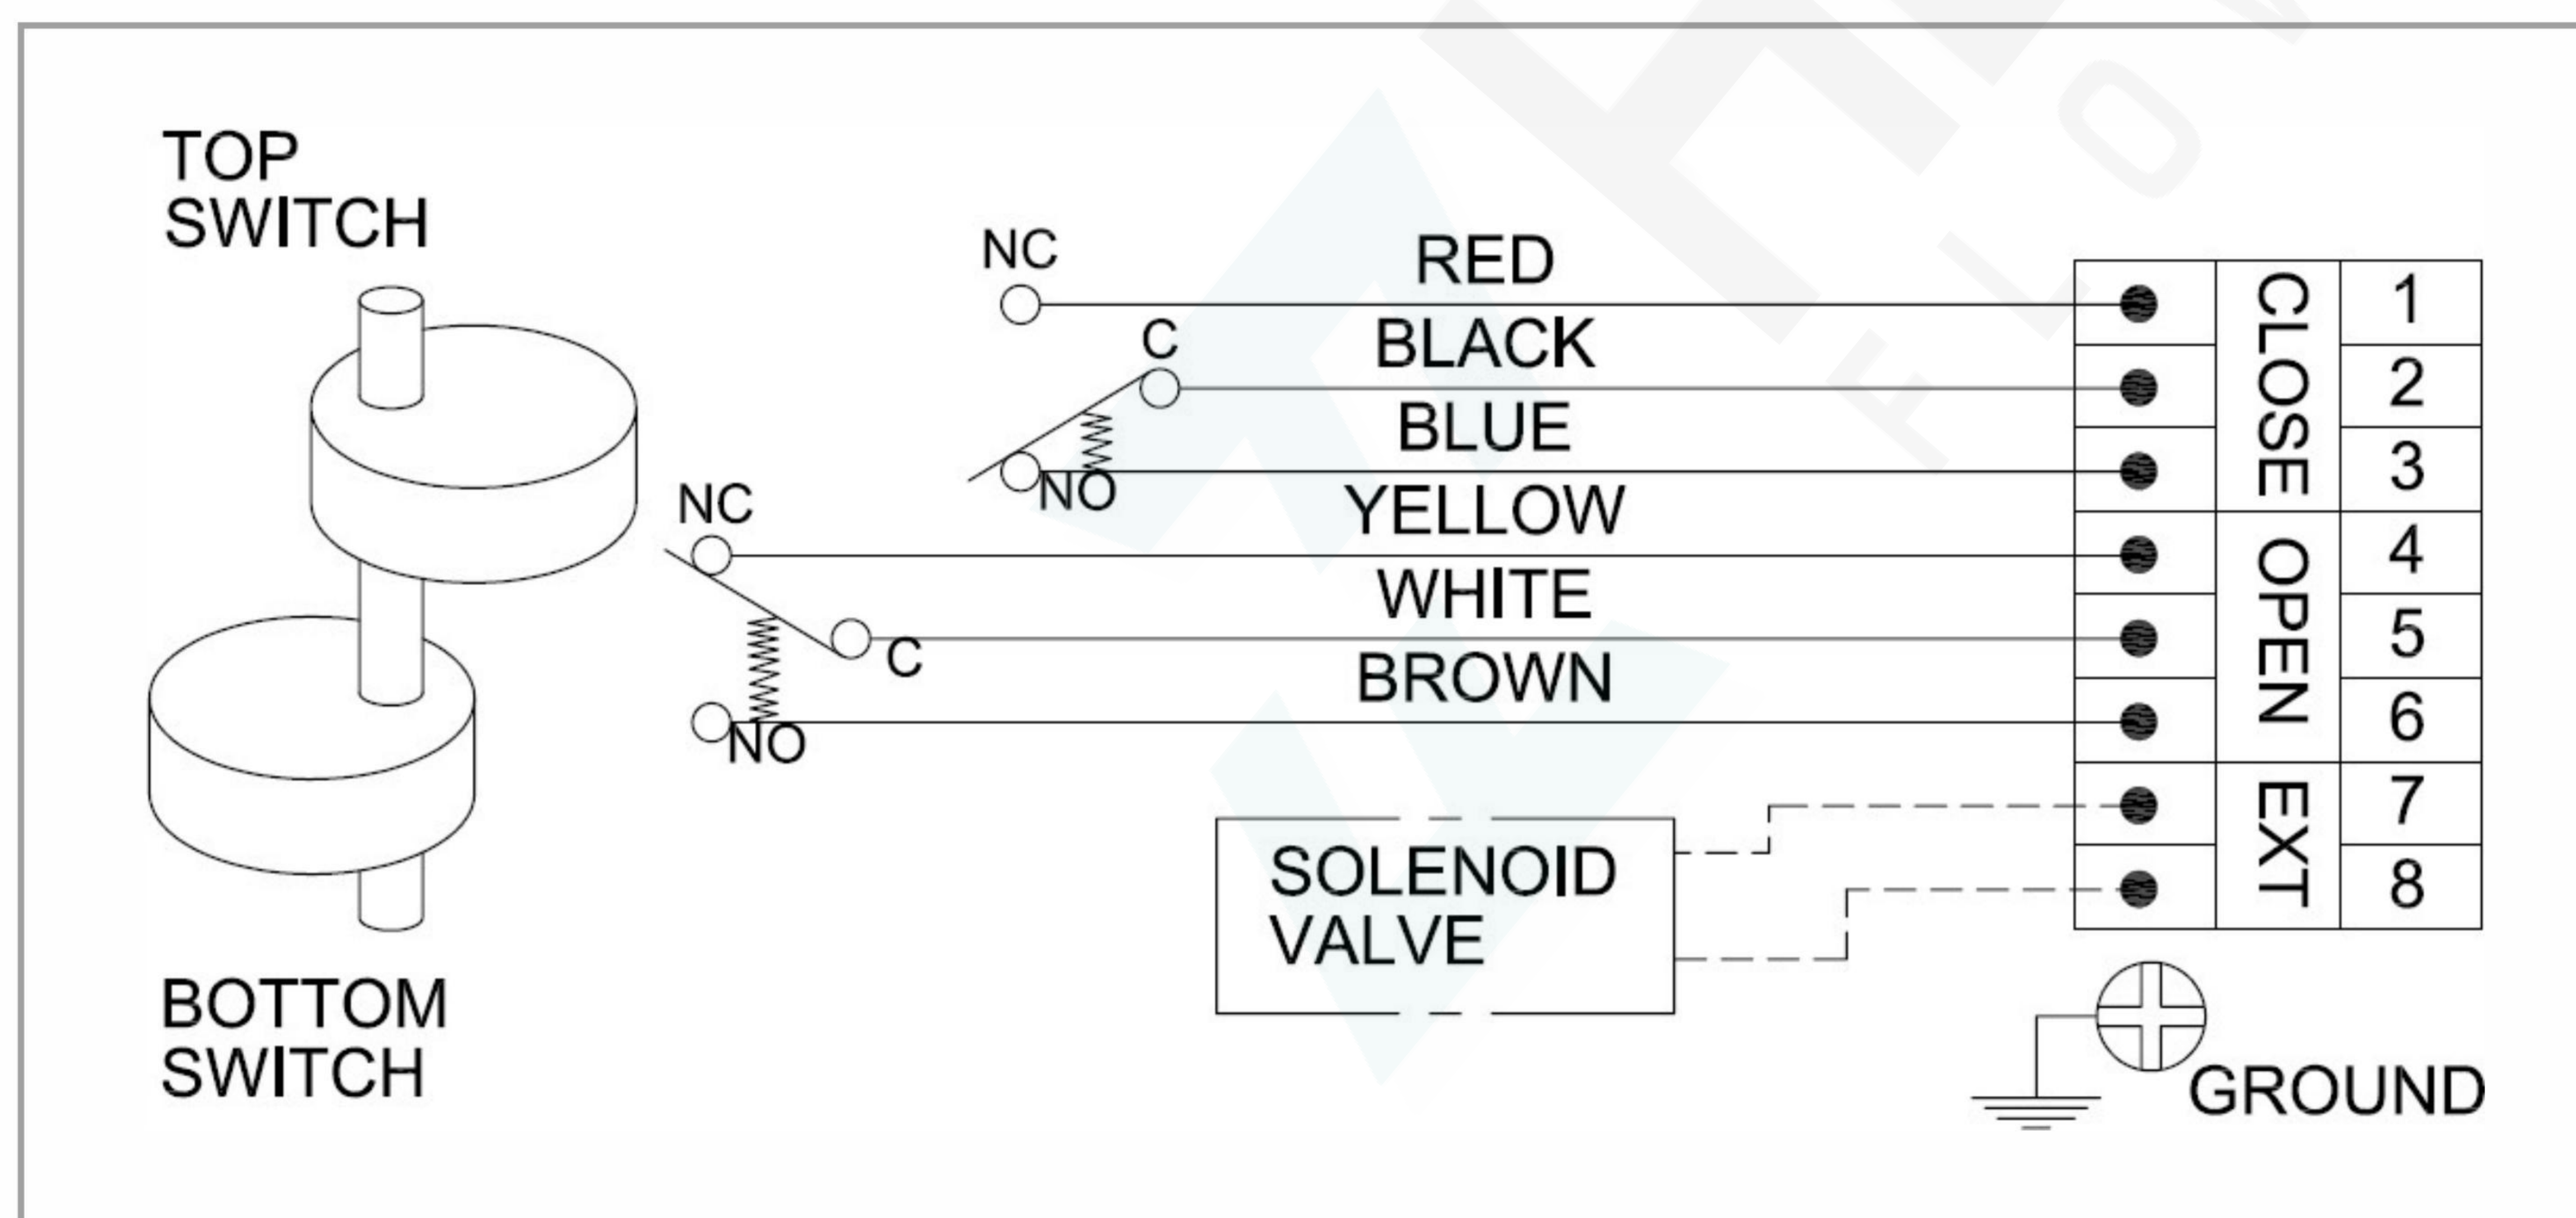 TOP
SWITCH
NC
RED
C
BLACK
BLUE
NO
NC
YELLOW
WHITE
C
BROWN
NO
SOLENOID
VALVE
BOTTOM
SWITCH
CLOSE
1
2
3
OPEN
4
5
6
EXT
7
8
GROUND
FLOW